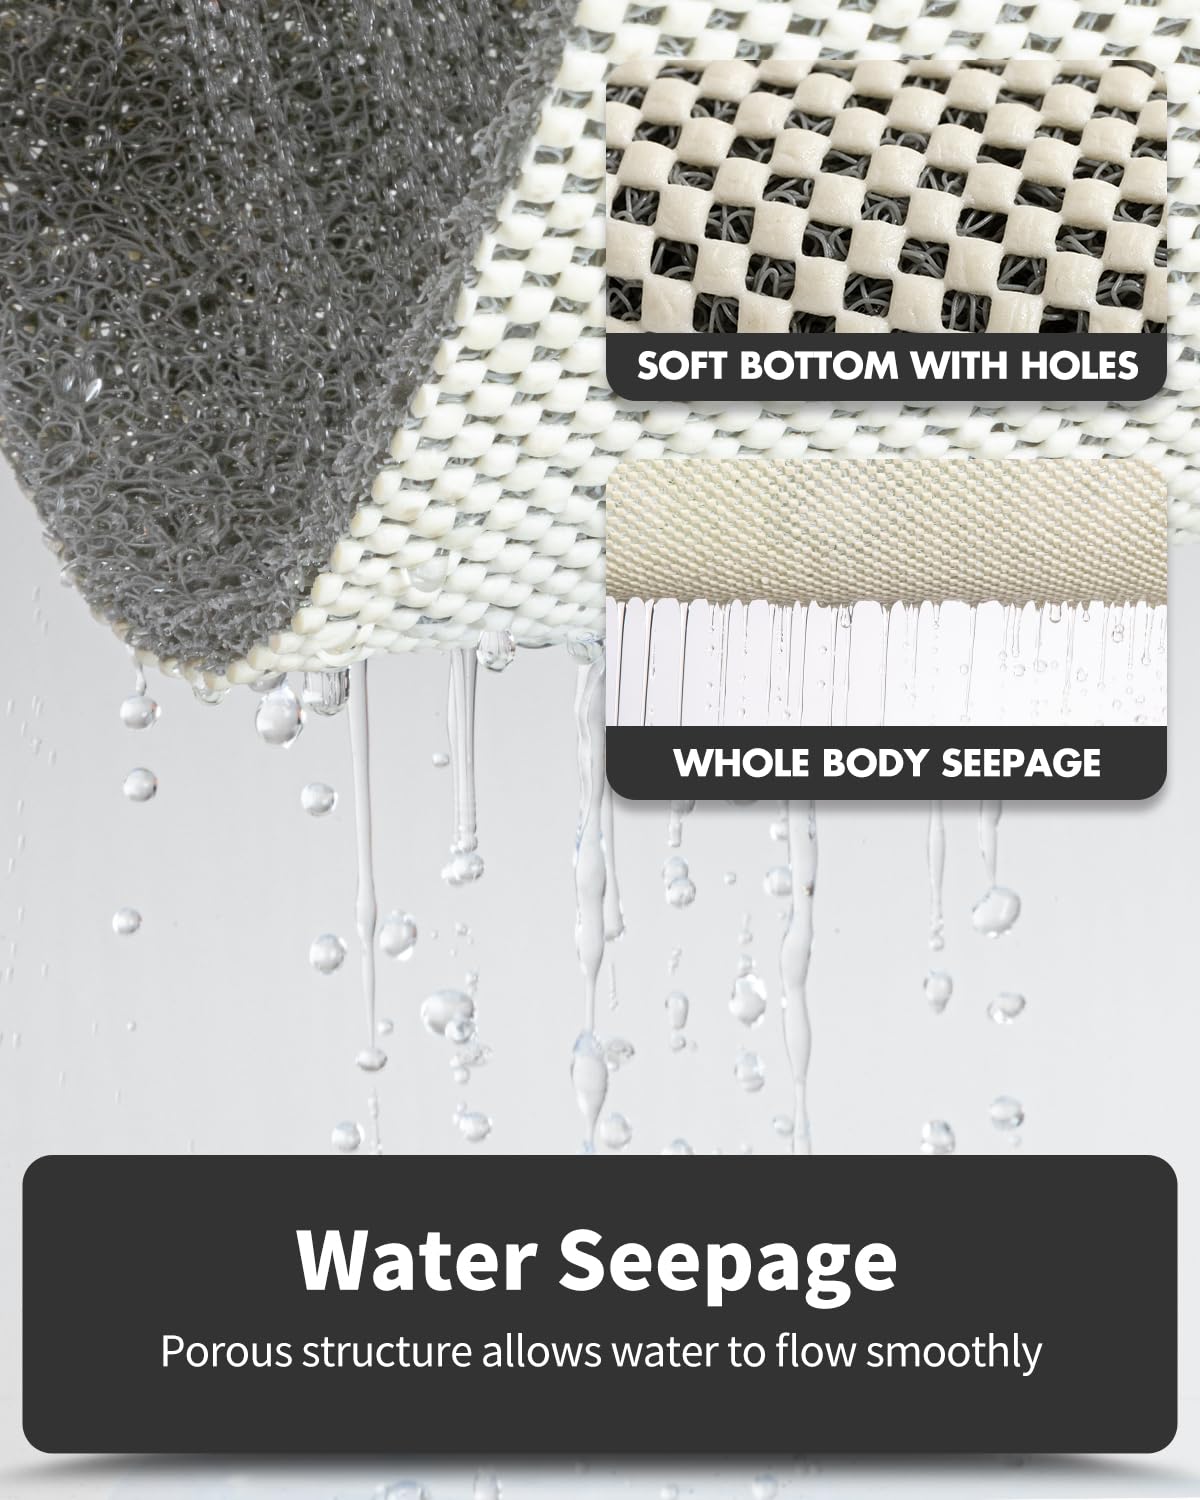 SOFT BOTTOM WITH HOLES
WHOLE BODY SEEPAGE
Water Seepage
Porous structure allows water to flow smoothly